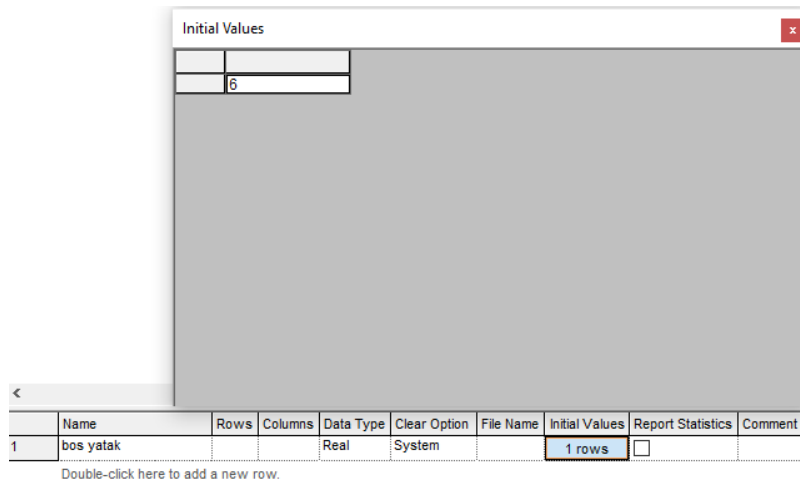 Initial Values
x
6
<
Name Rows Columns Data Type Clear Option File Name Initial Values Report Statistics Comment
1 bos yatak Real System 1 rows
Double-click here to add a new row.